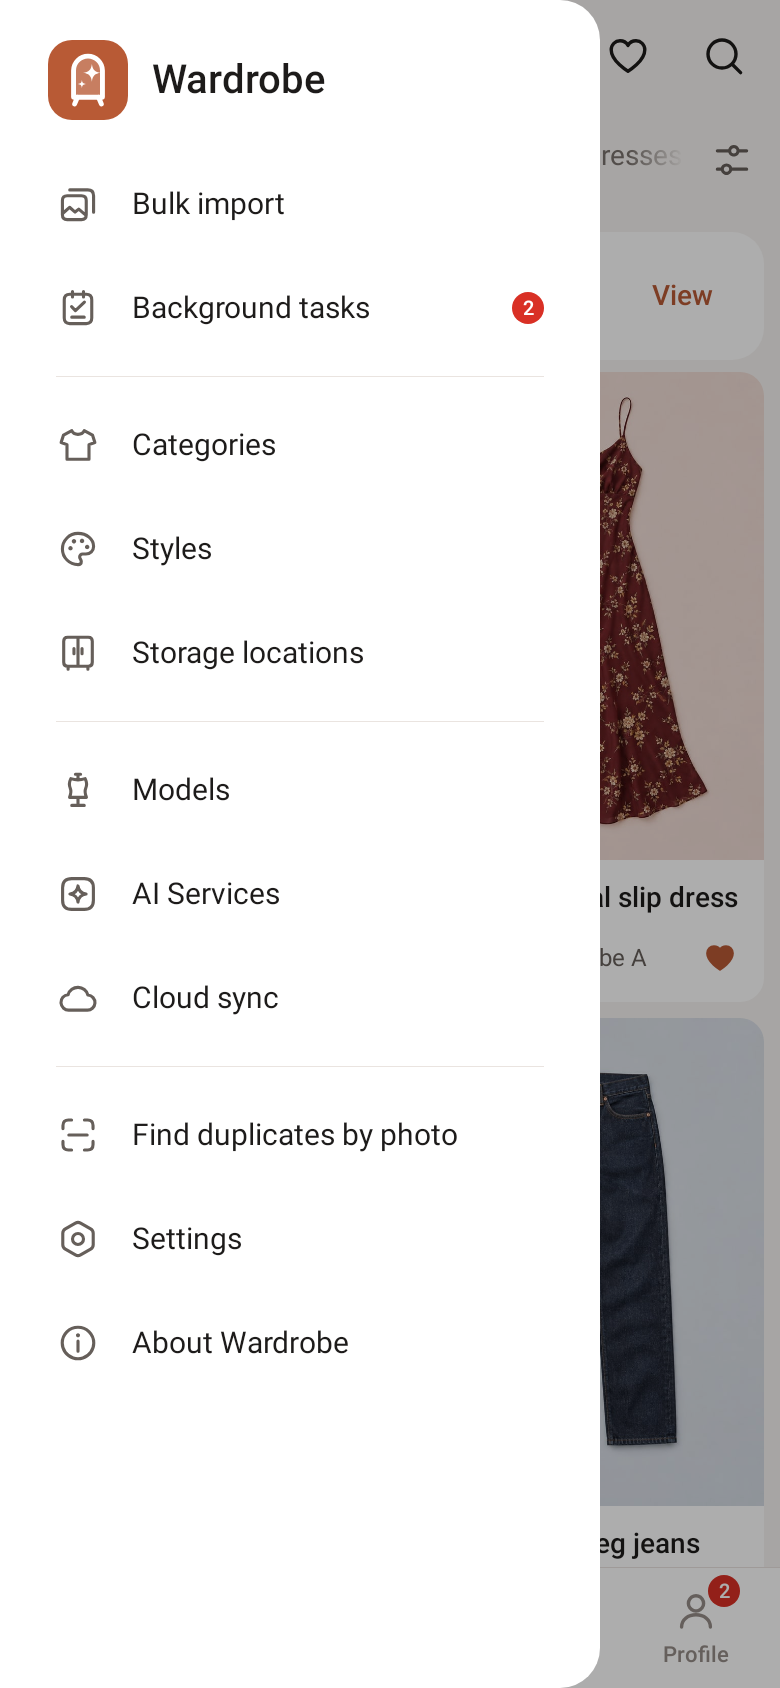 Wardrobe
Bulk import
Background tasks
2
Categories
Styles
Storage locations
Models
AI Services
Cloud sync
Find duplicates by photo
Settings
About Wardrobe
resses
View
al slip dress
be A
eg jeans
2
Profile